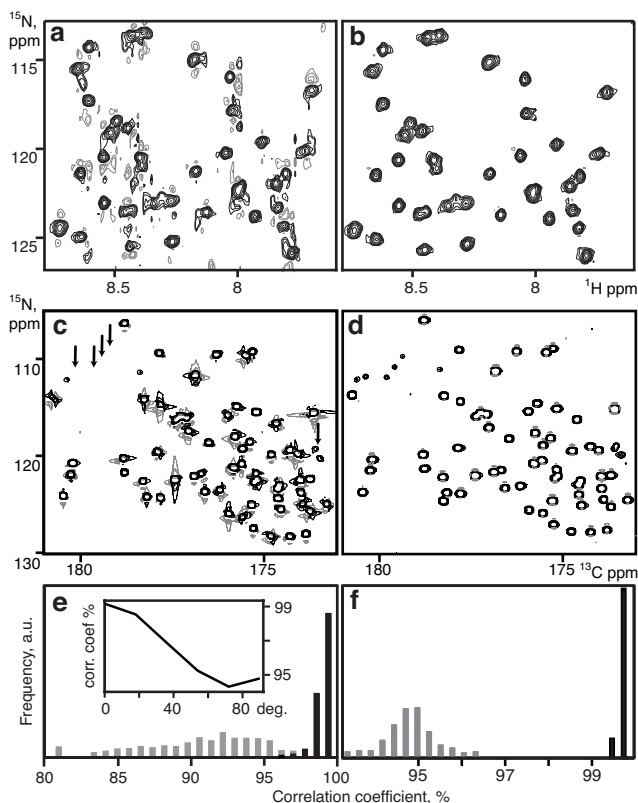 15N,
ppm
a
b
115
120
125
8.5
8
8.5
8
1H ppm
15N,
ppm
c
d
110
120
130
180
175
180
175
13C ppm
e
f
Frequency, a.u.
corr. coef %
99
95
0
40
80
deg.
80
85
90
95
100
95
97
99
Correlation coefficient, %